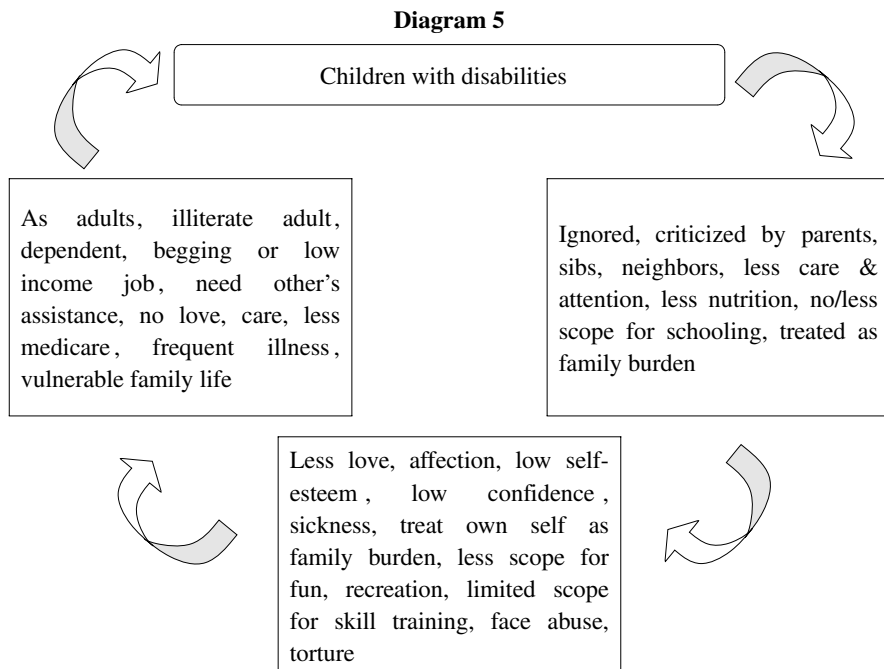 Diagram 5
Children with disabilities
Ignored, criticized by parents,
sibs, neighbors, less care &
attention, less nutrition, no/less
scope for schooling, treated as
family burden
Less love, affection, low self-
esteem , low confidence ,
sickness, treat own self as
family burden, less scope for
fun, recreation, limited scope
for skill training, face abuse,
torture
As adults, illiterate adult,
dependent, begging or low
income job, need other's
assistance, no love, care, less
medicare, frequent illness,
vulnerable family life